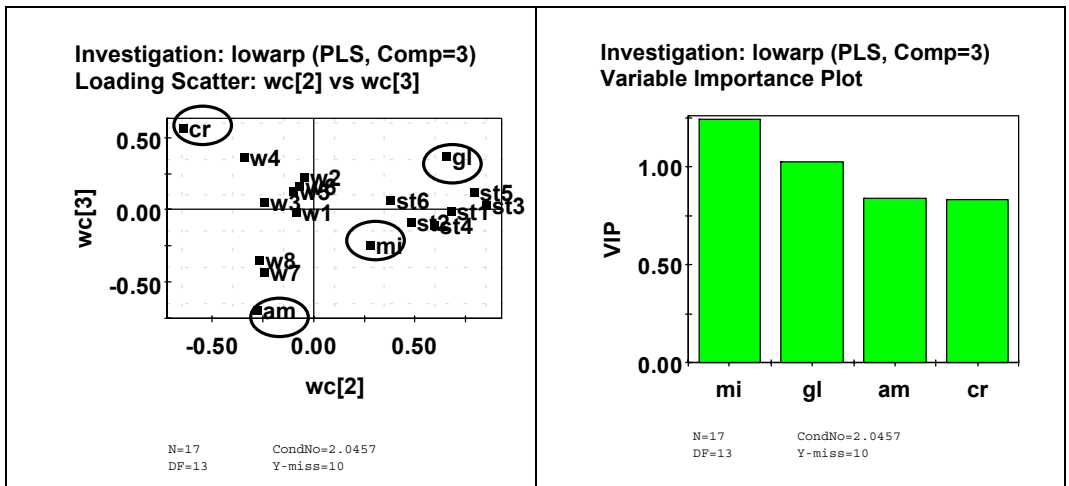 Investigation: lowarp (PLS, Comp=3)
Loading Scatter: wc[2] vs wc[3]
0.50
0.00
-0.50
wc[3]
cr
w4
gl
w2
w6
w5
w3
w1
st6
st5
st3
st1
st2
st4
mi
w8
w7
am
-0.50 0.00 0.50
wc[2]
N=17 CondNo=2.0457
DF=13 Y-miss=10
Investigation: lowarp (PLS, Comp=3)
Variable Importance Plot
1.00
0.50
0.00
VIP
mi gl am cr
N=17 CondNo=2.0457
DF=13 Y-miss=10